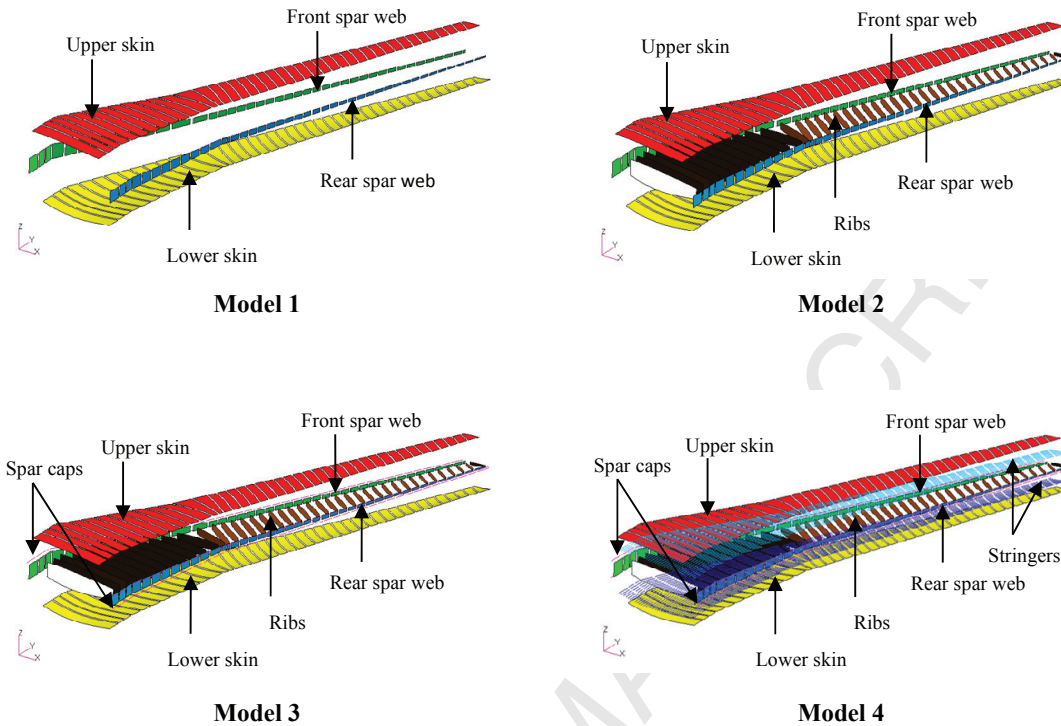 Front spar web
Upper skin
Rear spar web
Lower skin
Z
Y
X
Model 1
Front spar web
Upper skin
Rear spar web
Ribs
Lower skin
Z
Y
X
Model 2
Front spar web
Upper skin
Spar caps
Rear spar web
Ribs
Lower skin
Z
Y
X
Model 3
Front spar web
Upper skin
Spar caps
Stringers
Rear spar web
Ribs
Lower skin
Z
Y
X
Model 4